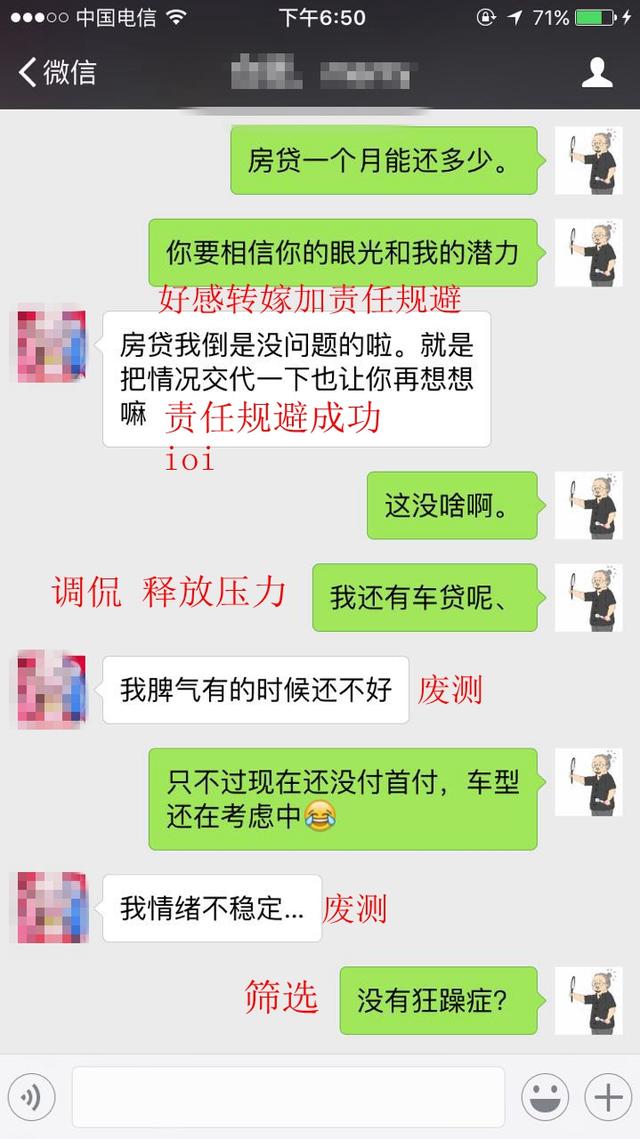 中国电信 下午6:50 71%
微信
房贷一个月能还多少。
你要相信你的眼光和我的潜力
好感转嫁加责任规避
房贷我倒是没问题的啦。就是
把情况交代一下也让你再想想
嘛 责任规避成功
ioi
这没啥啊。
调侃 释放压力 我还有车贷呢、
我脾气有的时候还不好 废测
只不过现在还没付首付，车型
还在考虑中😂
我情绪不稳定... 废测
筛选 没有狂躁症？